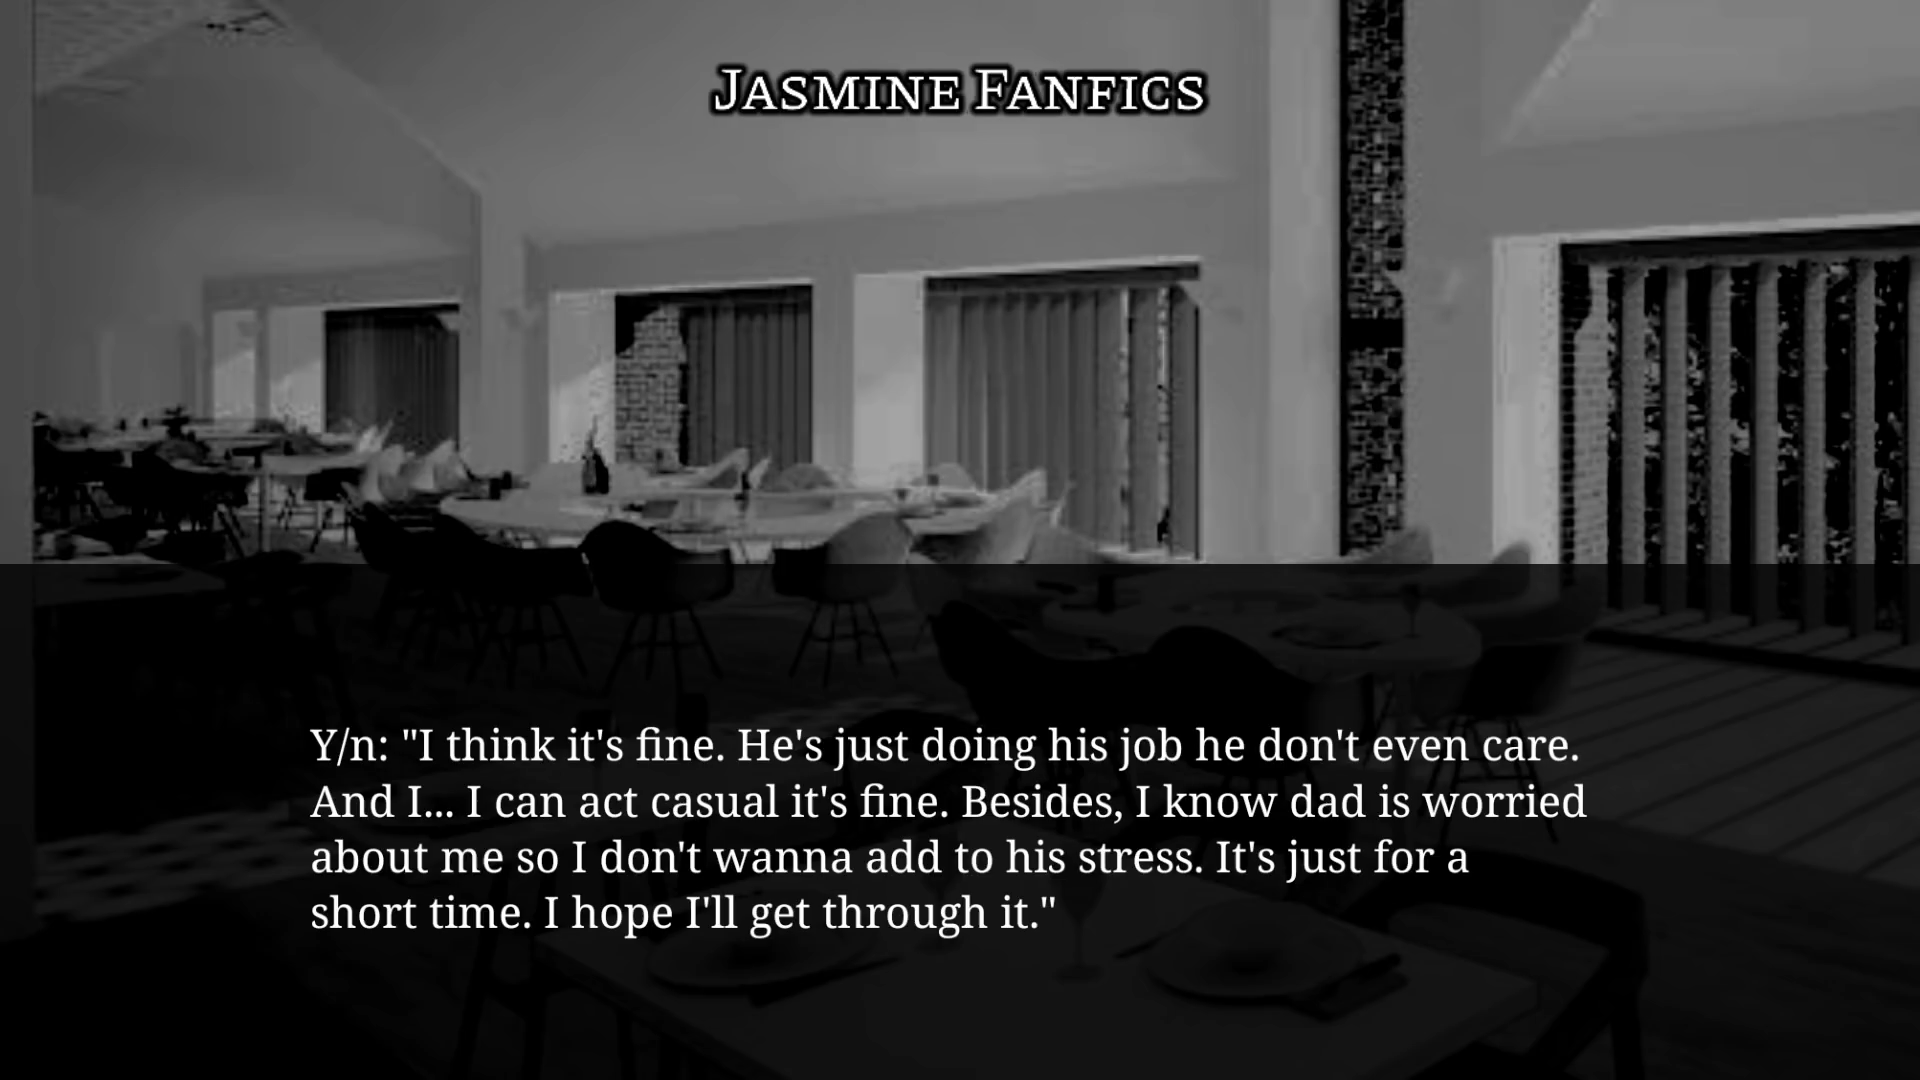 Jasmine Fanfics
Y/n: "I think it's fine. He's just doing his job he don't even care.
And I... I can act casual it's fine. Besides, I know dad is worried
about me so I don't wanna add to his stress. It's just for a
short time. I hope I'll get through it."